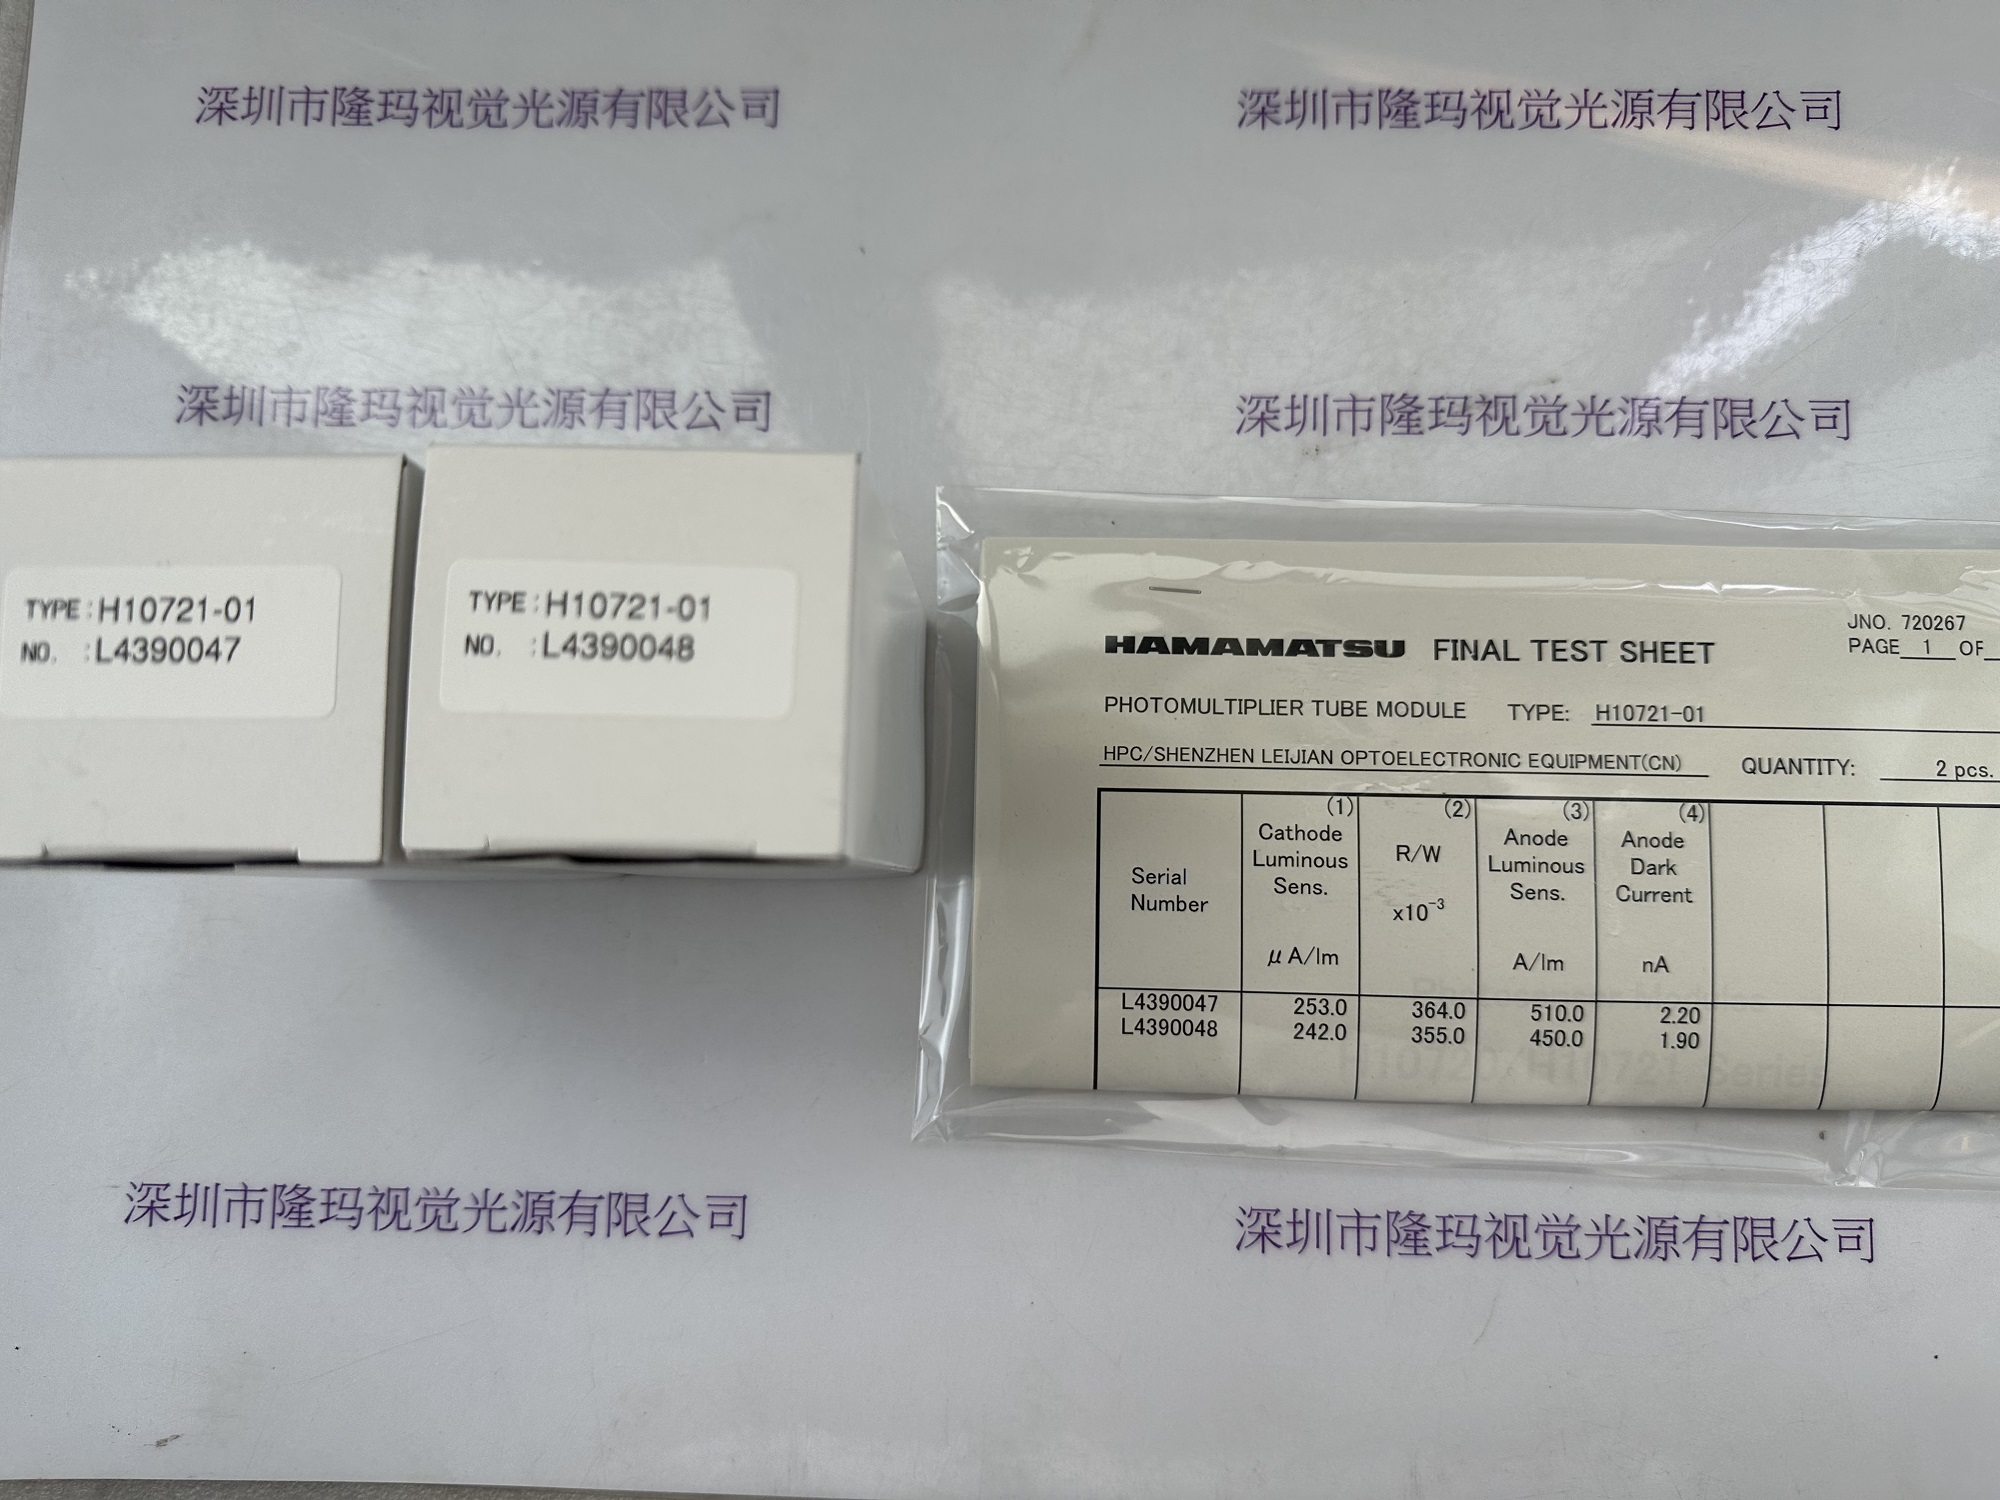 深圳市隆玛视觉光源有限公司
深圳市隆玛视觉光源有限公司
深圳市隆玛视觉光源有限公司
深圳市隆玛视觉光源有限公司
TYPE:H10721-01
NO. :L4390047
TYPE:H10721-01
NO. :L4390048
JNO. 720267
HAMAMATSU FINAL TEST SHEET
PAGE 1 OF
PHOTOMULTIPLIER TUBE MODULE TYPE: H10721-01
HPC/SHENZHEN LEIJIAN OPTOELECTRONIC EQUIPMENT(CN) QUANTITY: 2 pcs.
Serial Number
(1) Cathode Luminous Sens. μA/lm
(2) R/W x10⁻³
(3) Anode Luminous Sens. A/lm
(4) Anode Dark Current nA
L4390047 253.0 364.0 510.0 2.20
L4390048 242.0 355.0 450.0 1.90
H10720/H10721 Series
深圳市隆玛视觉光源有限公司
深圳市隆玛视觉光源有限公司